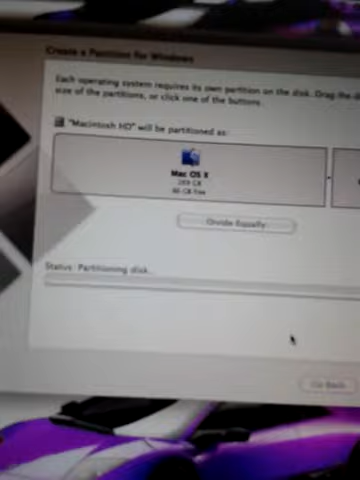 Create a Partition for Windows
Each operating system requires its own partition on the disk. Drag the
size of the partitions, or click one of the buttons.
"Macintosh HD" will be partitioned as:
Mac OS X
Divide Equally
Status: Partitioning disk...
Go Back